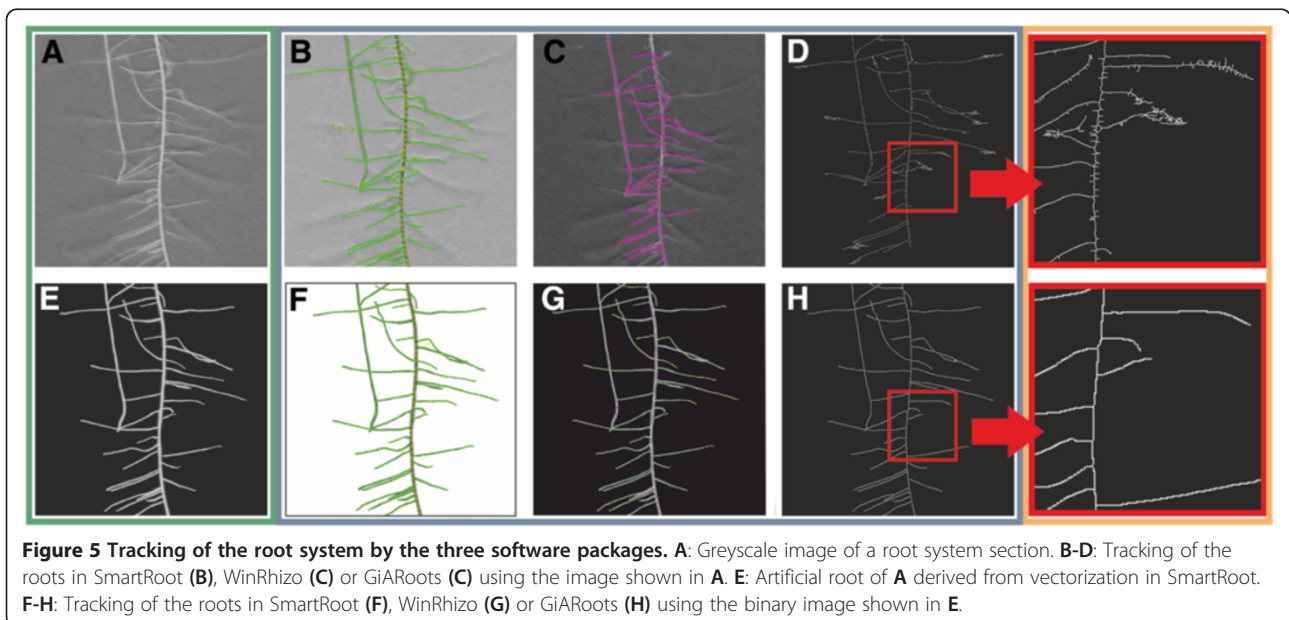 A
B
C
D
E
F
G
H
Figure 5 Tracking of the root system by the three software packages. A: Greyscale image of a root system section. B-D: Tracking of the
roots in SmartRoot (B), WinRhizo (C) or GiARoots (C) using the image shown in A. E: Artificial root of A derived from vectorization in SmartRoot.
F-H: Tracking of the roots in SmartRoot (F), WinRhizo (G) or GiARoots (H) using the binary image shown in E.